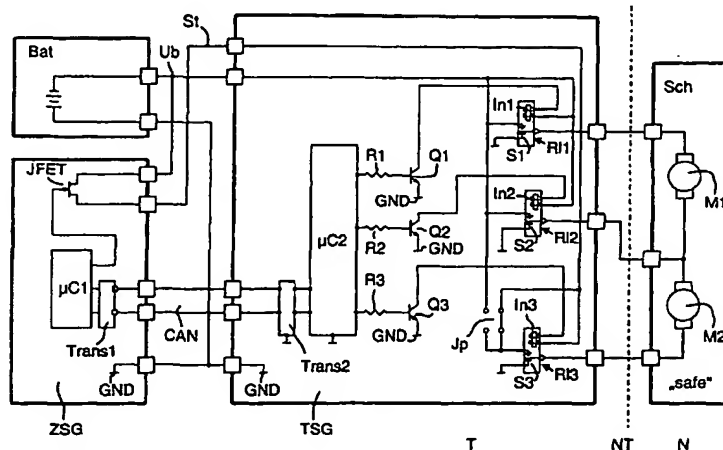 St
Bat
Ub
Sch
In1
JFET
R1
Q1
S1
Rl1
M1
GND
In2
µC2
R2
Q2
S2
Rl2
GND
µC1
R3
In3
Q3
Jp
M2
Trans1
CAN
Trans2
GND
S3
Rl3
GND
GND
„safe"
ZSG
TSG
T
NT
N